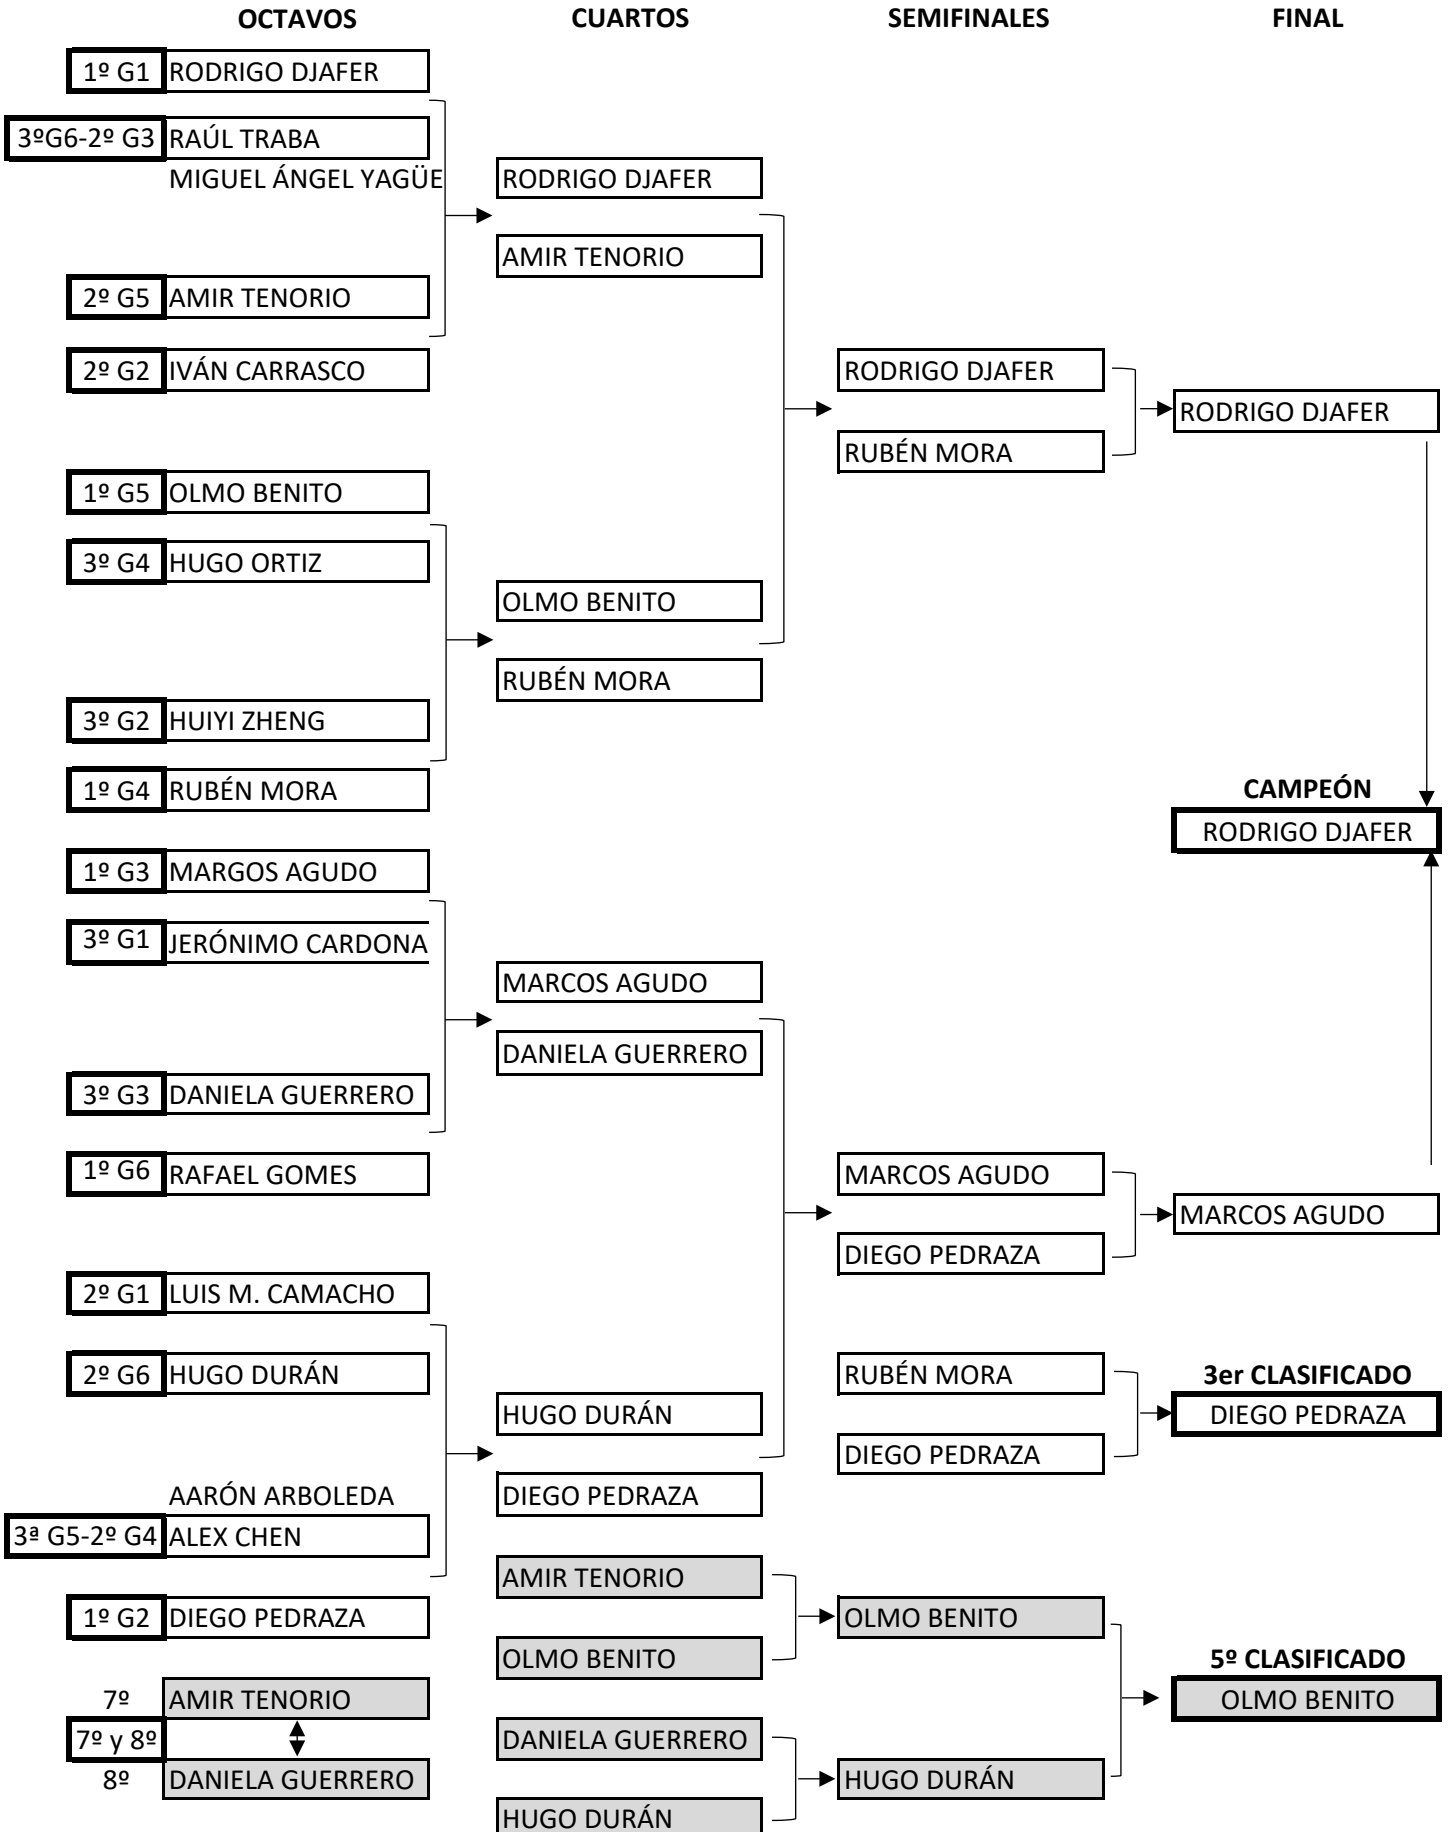 OCTAVOS CUARTOS SEMIFINALES FINAL
1º G1 RODRIGO DJAFER
3ºG6-2º G3 RAÚL TRABA
MIGUEL ÁNGEL YAGÜE RODRIGO DJAFER
AMIR TENORIO
2º G5 AMIR TENORIO
2º G2 IVÁN CARRASCO RODRIGO DJAFER
RODRIGO DJAFER
RUBÉN MORA
1º G5 OLMO BENITO
3º G4 HUGO ORTIZ
OLMO BENITO
RUBÉN MORA
3º G2 HUIYI ZHENG
1º G4 RUBÉN MORA CAMPEÓN
RODRIGO DJAFER
1º G3 MARGOS AGUDO
3º G1 JERÓNIMO CARDONA
MARCOS AGUDO
DANIELA GUERRERO
3º G3 DANIELA GUERRERO
1º G6 RAFAEL GOMES MARCOS AGUDO
MARCOS AGUDO
DIEGO PEDRAZA
2º G1 LUIS M. CAMACHO
2º G6 HUGO DURÁN RUBÉN MORA 3er CLASIFICADO
HUGO DURÁN DIEGO PEDRAZA
DIEGO PEDRAZA
AARÓN ARBOLEDA DIEGO PEDRAZA
3ª G5-2º G4 ALEX CHEN
AMIR TENORIO
1º G2 DIEGO PEDRAZA OLMO BENITO
OLMO BENITO 5º CLASIFICADO
7º AMIR TENORIO OLMO BENITO
7º y 8º DANIELA GUERRERO
8º DANIELA GUERRERO HUGO DURÁN
HUGO DURÁN